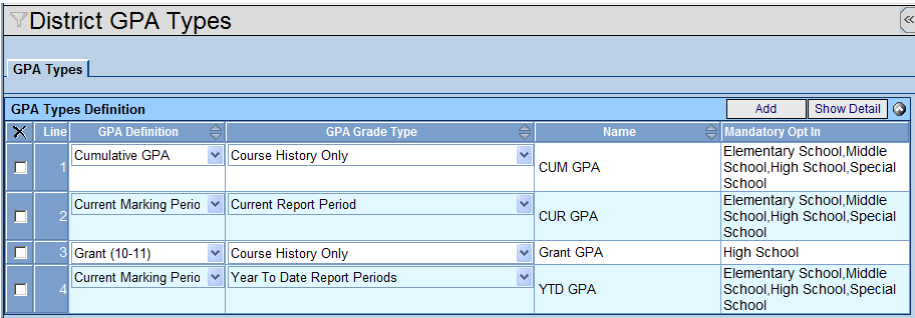 District GPA Types
GPA Types
GPA Types Definition Add Show Detail
Line GPA Definition GPA Grade Type Name Mandatory Opt In
1 Cumulative GPA Course History Only CUM GPA Elementary School,Middle
School,High School,Special
School
2 Current Marking Perio Current Report Period CUR GPA Elementary School,Middle
School,High School,Special
School
3 Grant (10-11) Course History Only Grant GPA High School
4 Current Marking Perio Year To Date Report Periods YTD GPA Elementary School,Middle
School,High School,Special
School